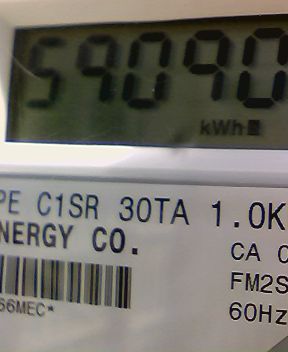 59090
kWh
PE C1SR 30TA 1.0K
NERGY CO.
CA C
FM2S
60Hz
66MEC*